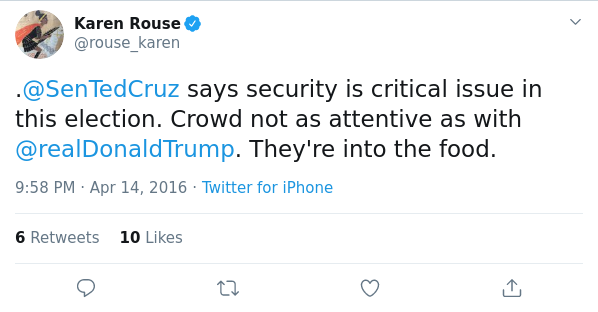 Karen Rouse
@rouse_karen
.@SenTedCruz says security is critical issue in
this election. Crowd not as attentive as with
@realDonaldTrump. They're into the food.
9:58 PM · Apr 14, 2016 · Twitter for iPhone
6 Retweets 10 Likes